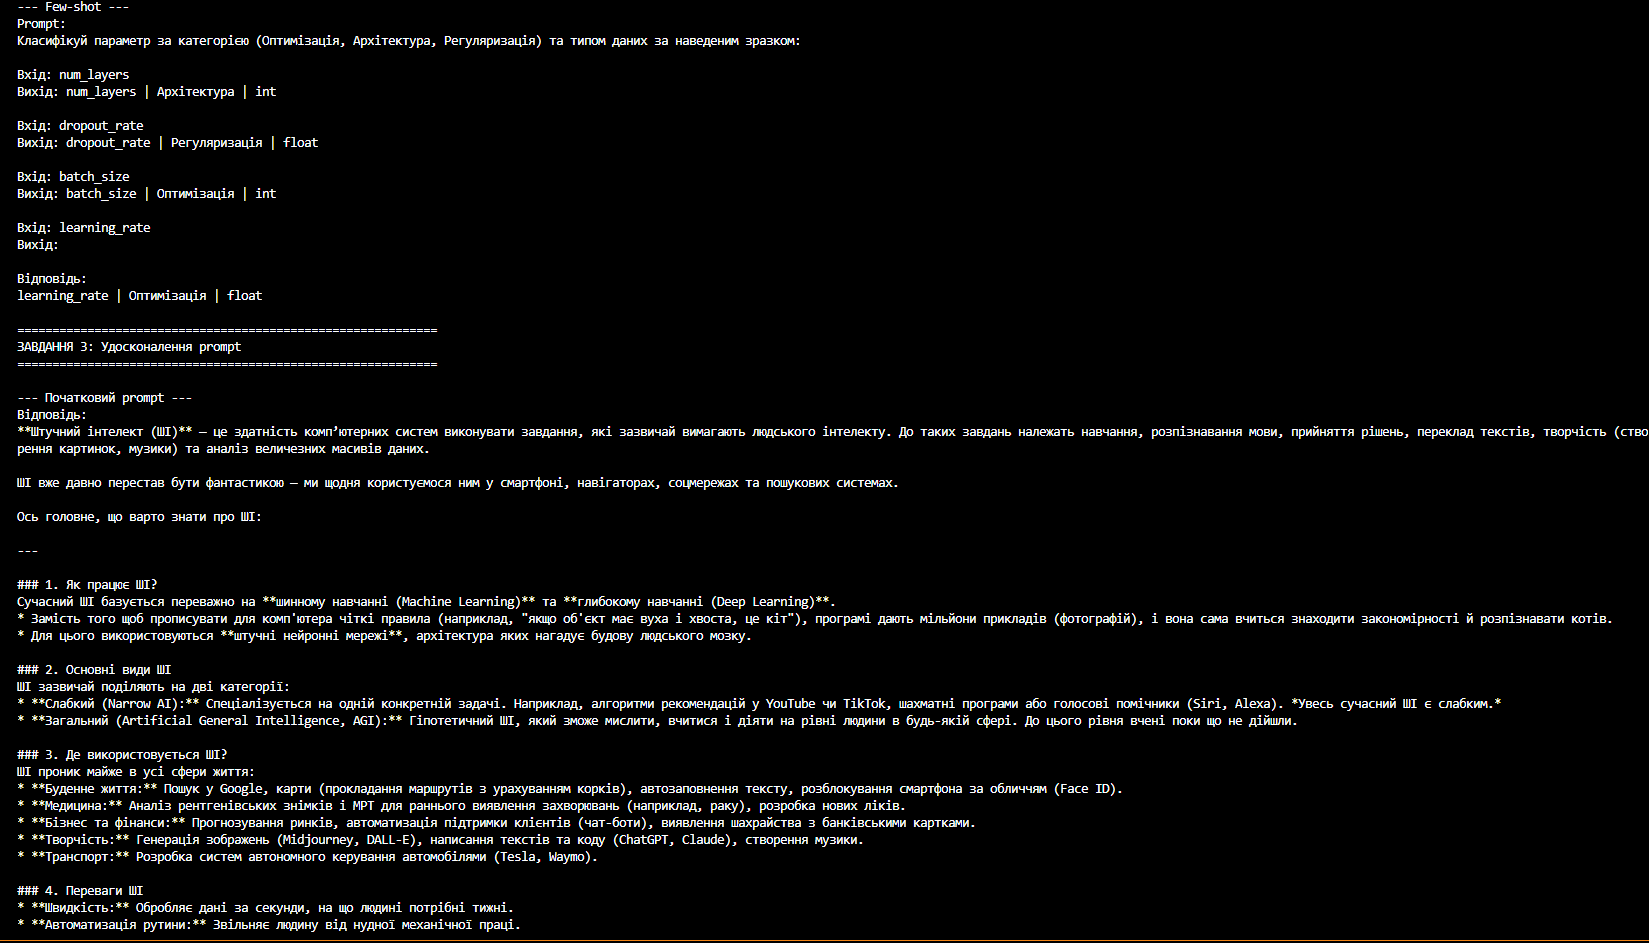 --- Few-shot ---
Prompt:
Класифікуй параметр за категорією (Оптимізація, Архітектура, Регуляризація) та типом даних за наведеним зразком:
Вхід: num_layers
Вихід: num_layers | Архітектура | int
Вхід: dropout_rate
Вихід: dropout_rate | Регуляризація | float
Вхід: batch_size
Вихід: batch_size | Оптимізація | int
Вхід: learning_rate
Вихід:
Відповідь:
learning_rate | Оптимізація | float
============================================================
ЗАВДАННЯ 3: Удосконалення prompt
============================================================
--- Початковий prompt ---
Відповідь:
**Штучний інтелект (ШІ)** — це здатність комп’ютерних систем виконувати завдання, які зазвичай вимагають людського інтелекту. До таких завдань належать навчання, розпізнавання мови, прийняття рішень, переклад текстів, творчість (ство
рення картинок, музики) та аналіз величезних масивів даних.
ШІ вже давно перестав бути фантастикою — ми щодня користуємося ним у смартфоні, навігаторах, соцмережах та пошукових системах.
Ось головне, що варто знати про ШІ:
---
### 1. Як працює ШІ?
Сучасний ШІ базується переважно на **шинному навчанні (Machine Learning)** та **глибокому навчанні (Deep Learning)**.
* Замість того щоб прописувати для комп'ютера чіткі правила (наприклад, "якщо об'єкт має вуха і хвоста, це кіт"), програмі дають мільйони прикладів (фотографій), і вона сама вчиться знаходити закономірності й розпізнавати котів.
* Для цього використовуються **штучні нейронні мережі**, архітектура яких нагадує будову людського мозку.
### 2. Основні види ШІ
ШІ зазвичай поділяють на дві категорії:
* **Слабкий (Narrow AI):** Спеціалізується на одній конкретній задачі. Наприклад, алгоритми рекомендацій у YouTube чи TikTok, шахматні програми або голосові помічники (Siri, Alexa). *Увесь сучасний ШІ є слабким.*
* **Загальний (Artificial General Intelligence, AGI):** Гіпотетичний ШІ, який зможе мислити, вчитися і діяти на рівні людини в будь-якій сфері. До цього рівня вчені поки що не дійшли.
### 3. Де використовується ШІ?
ШІ проник майже в усі сфери життя:
* **Буденне життя:** Пошук у Google, карти (прокладання маршрутів з урахуванням корків), автозаповнення тексту, розблокування смартфона за обличчям (Face ID).
* **Медицина:** Аналіз рентгенівських знімків і МРТ для раннього виявлення захворювань (наприклад, раку), розробка нових ліків.
* **Бізнес та фінанси:** Прогнозування ринків, автоматизація підтримки клієнтів (чат-боти), виявлення шахрайства з банківськими картками.
* **Творчість:** Генерація зображень (Midjourney, DALL-E), написання текстів та коду (ChatGPT, Claude), створення музики.
* **Транспорт:** Розробка систем автономного керування автомобілями (Tesla, Waymo).
### 4. Переваги ШІ
* **Швидкість:** Обробляє дані за секунди, на що людині потрібні тижні.
* **Автоматизація рутини:** Звільняє людину від нудної механічної праці.